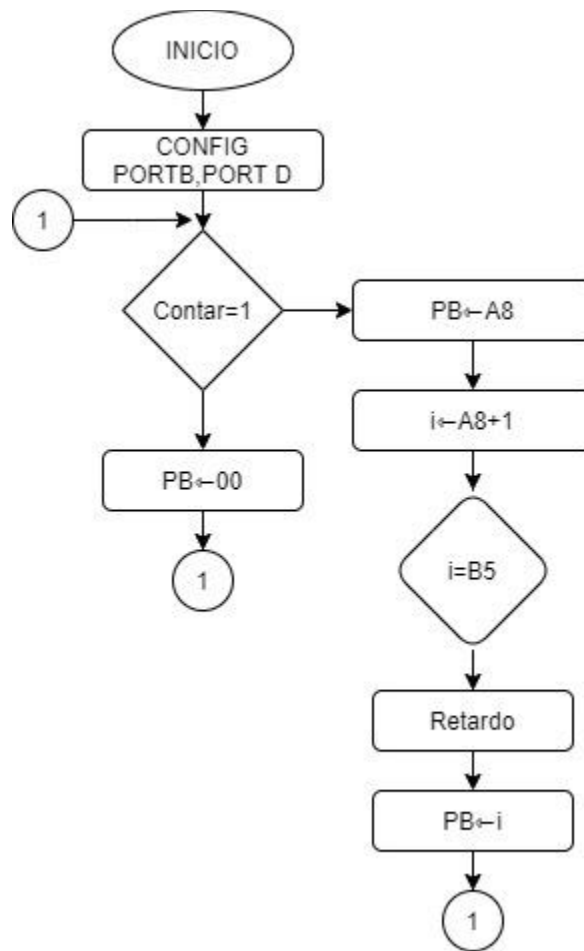 INICIO
CONFIG
PORTB,PORT D
1
Contar=1
PB←A8
i←A8+1
PB←00
i=B5
1
Retardo
PB←i
1